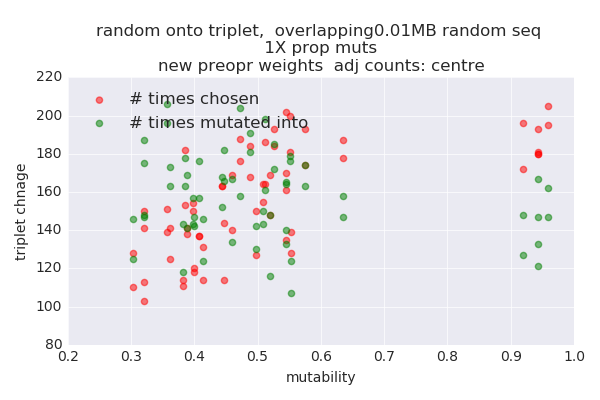 random onto triplet,  overlapping0.01MB random seq
1X prop muts
new preopr weights  adj counts: centre
# times chosen
# times mutated into
triplet chnage
220
200
180
160
140
120
100
80
0.2 0.3 0.4 0.5 0.6 0.7 0.8 0.9 1.0
mutability